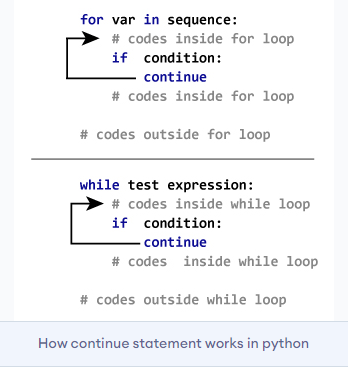 for var in sequence:
# codes inside for loop
if condition:
continue
# codes inside for loop
# codes outside for loop
while test expression:
# codes inside while loop
if condition:
continue
# codes inside while loop
# codes outside while loop
How continue statement works in python